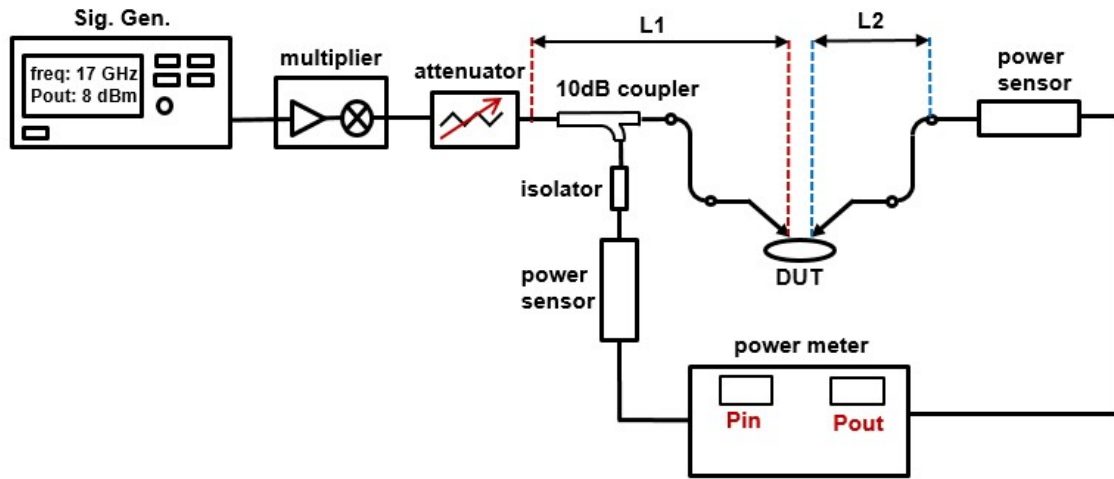 Sig. Gen.
freq: 17 GHz
Pout: 8 dBm
multiplier
attenuator
L1
L2
10dB coupler
power
sensor
isolator
power
sensor
DUT
power meter
Pin
Pout